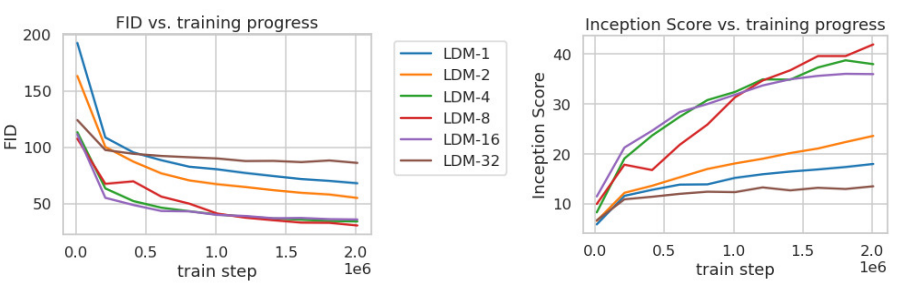 FID vs. training progress
200
150
100
50
FID
0.0 0.5 1.0 1.5 2.0
1e6
train step
LDM-1
LDM-2
LDM-4
LDM-8
LDM-16
LDM-32
Inception Score vs. training progress
40
30
20
10
Inception Score
0.0 0.5 1.0 1.5 2.0
1e6
train step